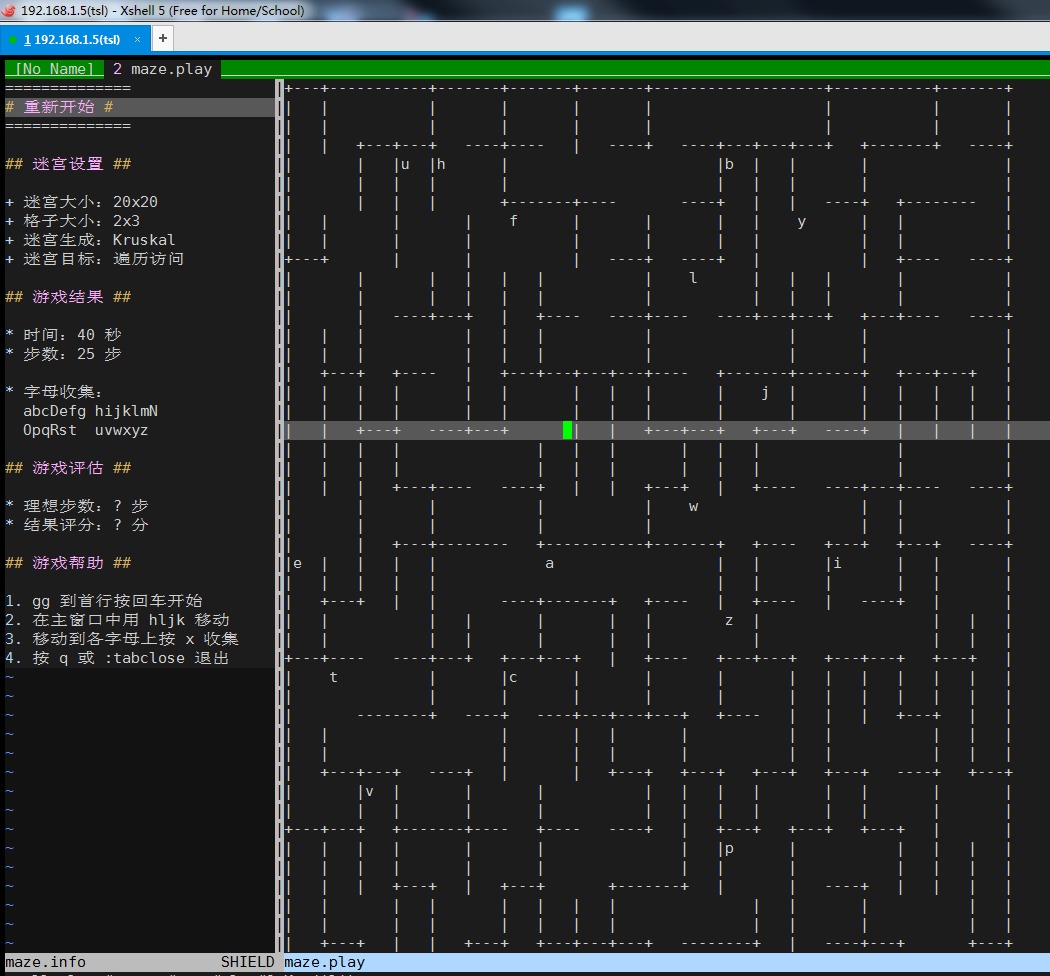 192.168.1.5(tsl) - Xshell 5 (Free for Home/School)
1 192.168.1.5(tsl) × +
[No Name] 2 maze.play
==============
# 重新开始 #
==============
## 迷宫设置 ##
+ 迷宫大小: 20x20
+ 格子大小: 2x3
+ 迷宫生成: Kruskal
+ 迷宫目标: 遍历访问
## 游戏结果 ##
* 时间: 40 秒
* 步数: 25 步
* 字母收集:
abcDefg hijklmN
OpqRst uvwxyz
## 游戏评估 ##
* 理想步数: ? 步
* 结果评分: ? 分
## 游戏帮助 ##
1. gg 到首行按回车开始
2. 在主窗口中用 hljk 移动
3. 移动到各字母上按 x 收集
4. 按 q 或 :tabclose 退出
u h b
f y
l
j
w
e a i
z
t c
v
p
maze.info SHIELD maze.play